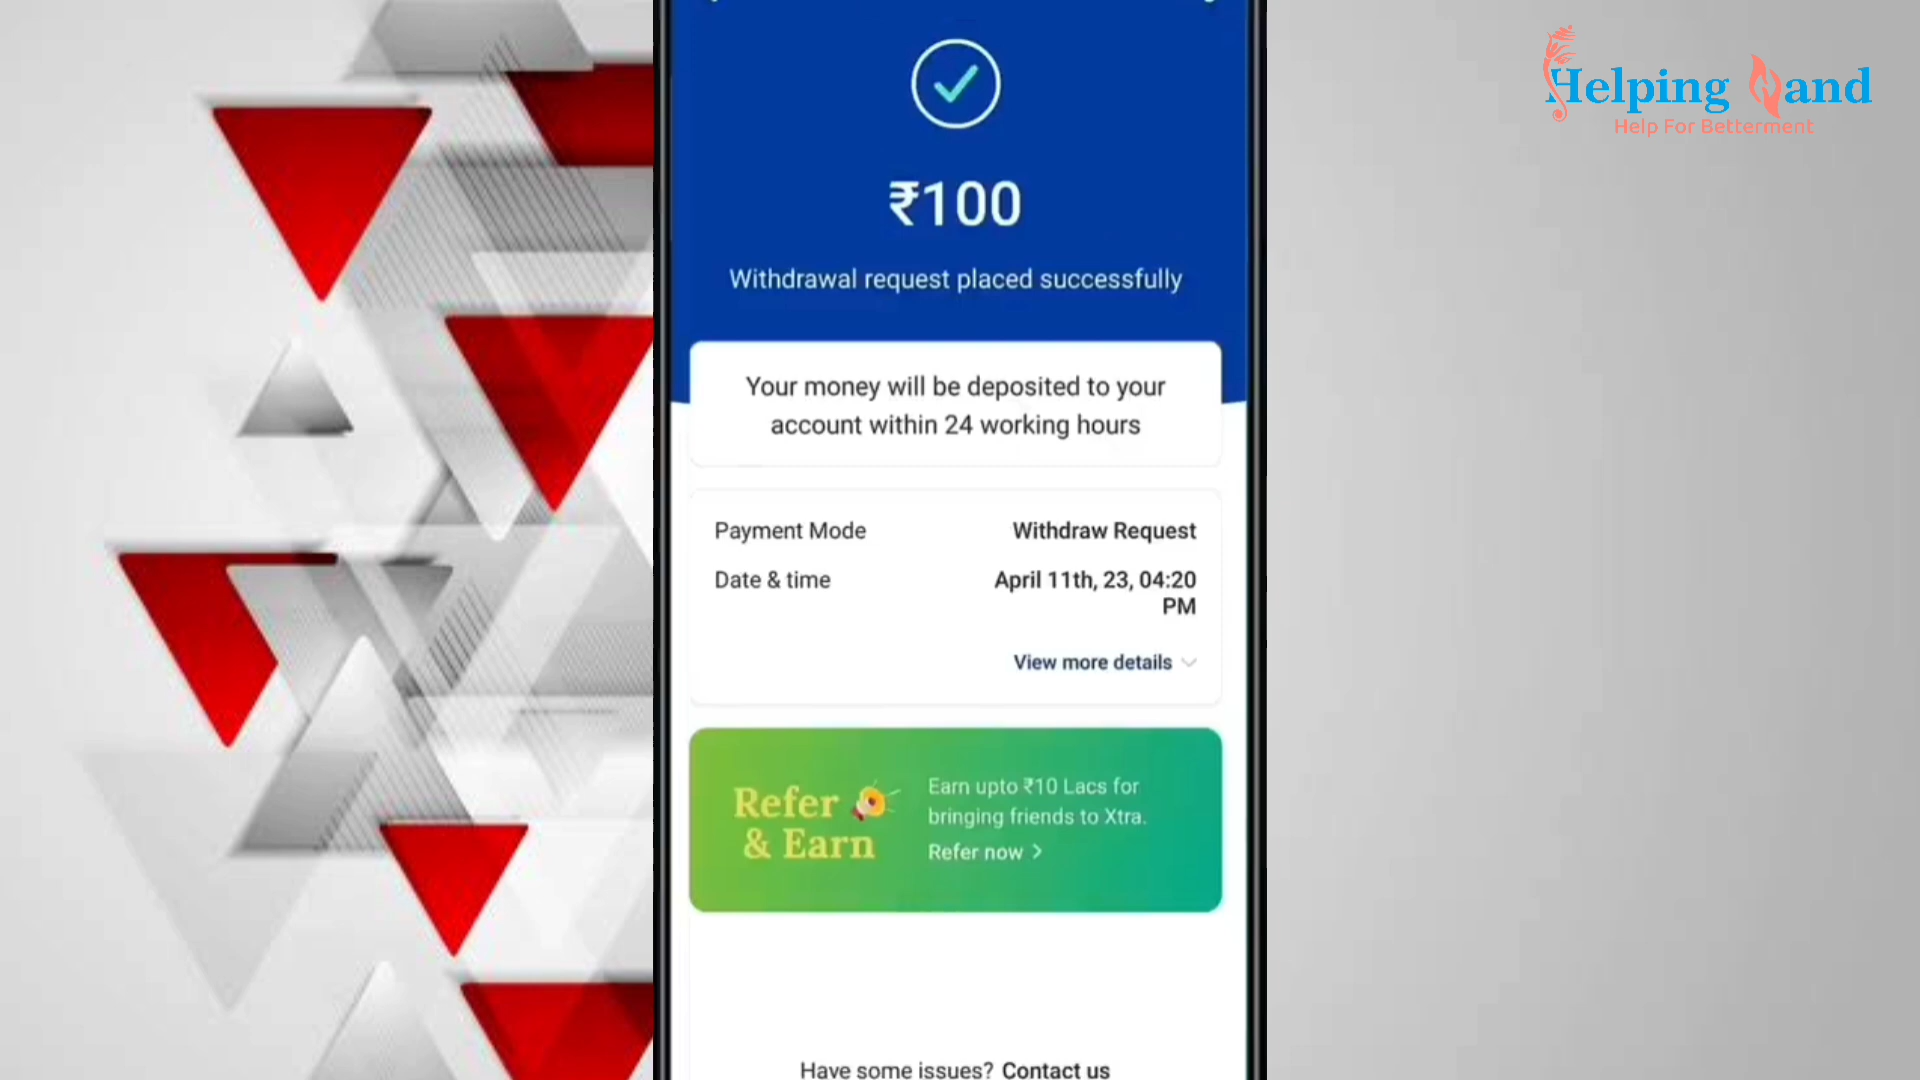 Helping Hand
Help For Betterment
₹100
Withdrawal request placed successfully
Your money will be deposited to your
account within 24 working hours
Payment Mode Withdraw Request
Date & time April 11th, 23, 04:20
PM
View more details
Refer
& Earn
Earn upto ₹10 Lacs for
bringing friends to Xtra.
Refer now >
Have some issues? Contact us